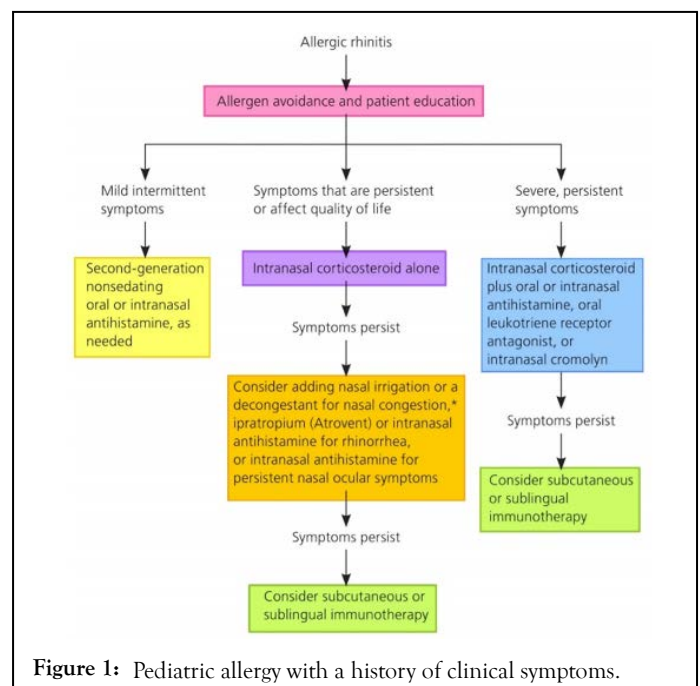 Allergic rhinitis
Allergen avoidance and patient education
Mild intermittent
symptoms
Second-generation
nonsedating
oral or intranasal
antihistamine, as
needed
Symptoms that are persistent
or affect quality of life
Intranasal corticosteroid alone
Symptoms persist
Consider adding nasal irrigation or a
decongestant for nasal congestion,*
ipratropium (Atrovent) or intranasal
antihistamine for rhinorrhea,
or intranasal antihistamine for
persistent nasal ocular symptoms
Symptoms persist
Consider subcutaneous or
sublingual immunotherapy
Severe, persistent
symptoms
Intranasal corticosteroid
plus oral or intranasal
antihistamine, oral
leukotriene receptor
antagonist, or
intranasal cromolyn
Symptoms persist
Consider subcutaneous
or sublingual
immunotherapy
Figure 1: Pediatric allergy with a history of clinical symptoms.